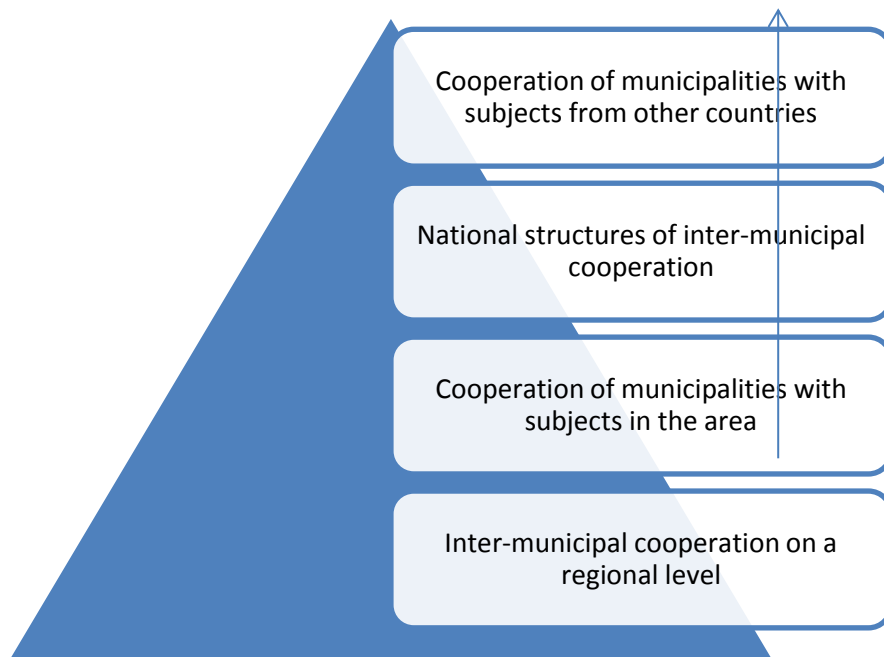 Cooperation of municipalities with
subjects from other countries
National structures of inter-municipal
cooperation
Cooperation of municipalities with
subjects in the area
Inter-municipal cooperation on a
regional level